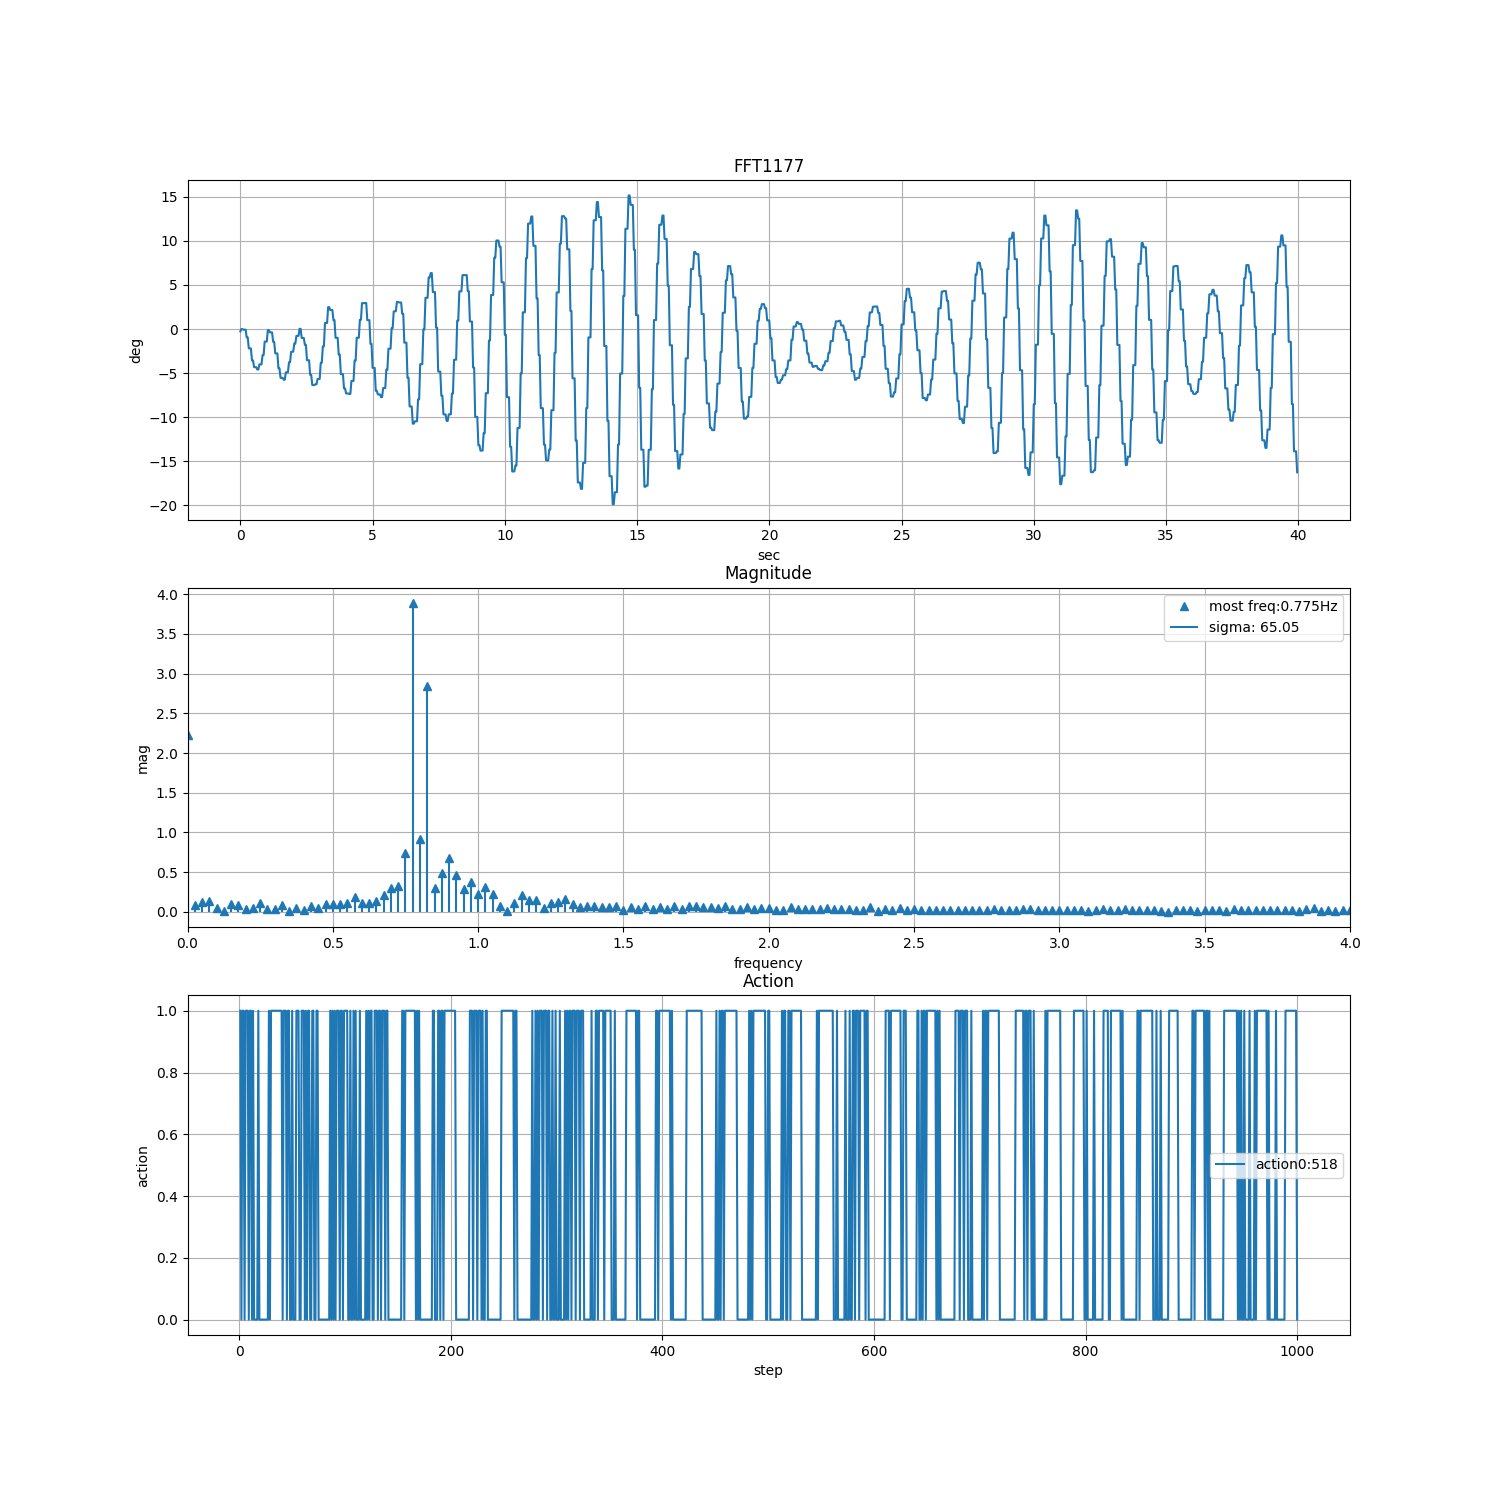 FFT1177
15
10
5
0
−5
−10
−15
−20
deg
0 5 10 15 20 25 30 35 40
sec
Magnitude
4.0
3.5
3.0
2.5
2.0
1.5
1.0
0.5
0.0
mag
most freq:0.775Hz
sigma: 65.05
0.0 0.5 1.0 1.5 2.0 2.5 3.0 3.5 4.0
frequency
Action
1.0
0.8
0.6
0.4
0.2
0.0
action
action0:518
0 200 400 600 800 1000
step